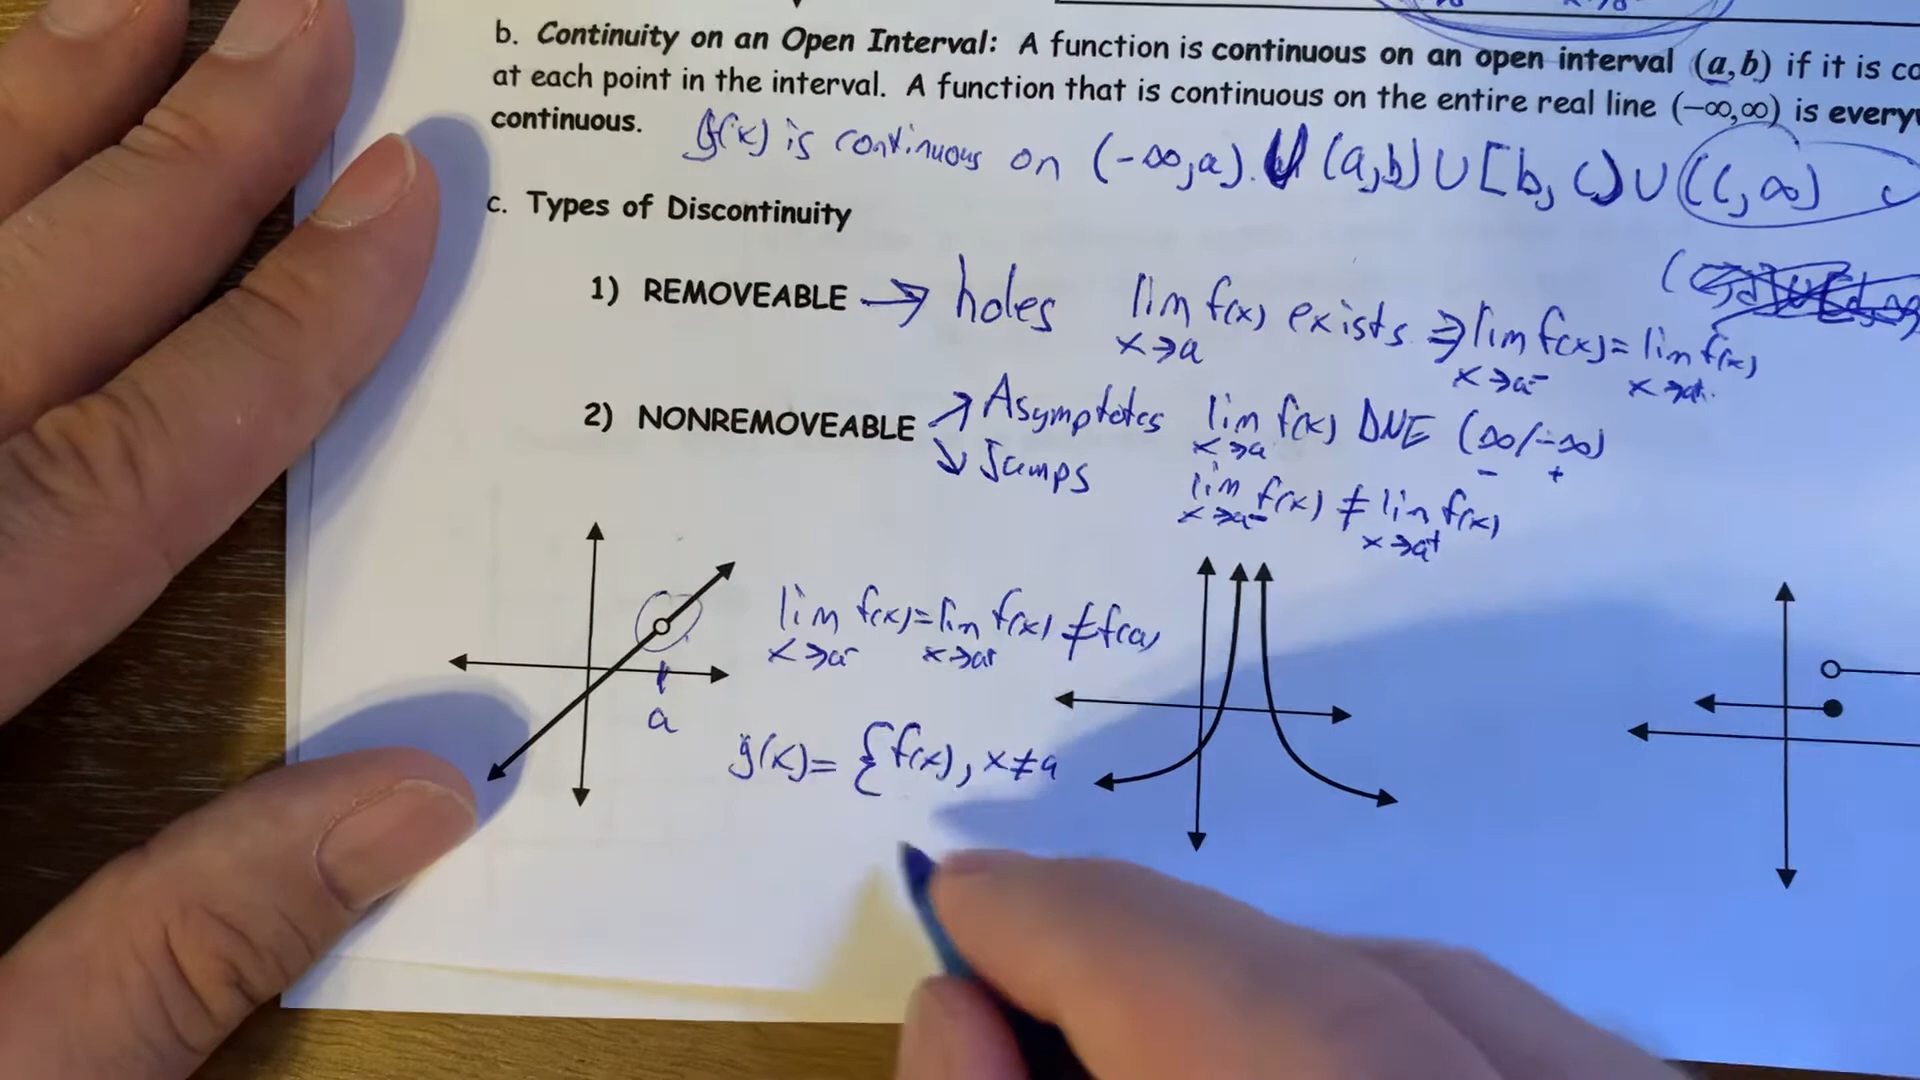 b. Continuity on an Open Interval: A function is continuous on an open interval (a,b) if it is co
at each point in the interval. A function that is continuous on the entire real line (−∞,∞) is every
continuous. g(x) is continuous on (-∞,a) ∪ (a,b) ∪ [b, c) ∪ (c, ∞)
c. Types of Discontinuity
1) REMOVEABLE → holes lim x→a f(x) exists ⇒ lim x→a⁻ f(x) = lim x→a⁺ f(x)
2) NONREMOVEABLE ↗ Asymptotes lim x→a f(x) DNE (∞/-∞)
- +
↘ Jumps lim x→a⁻ f(x) ≠ lim x→a⁺ f(x)
lim x→a⁻ f(x) = lim x→a⁺ f(x) ≠ f(a)
a
g(x) = { f(x), x≠a